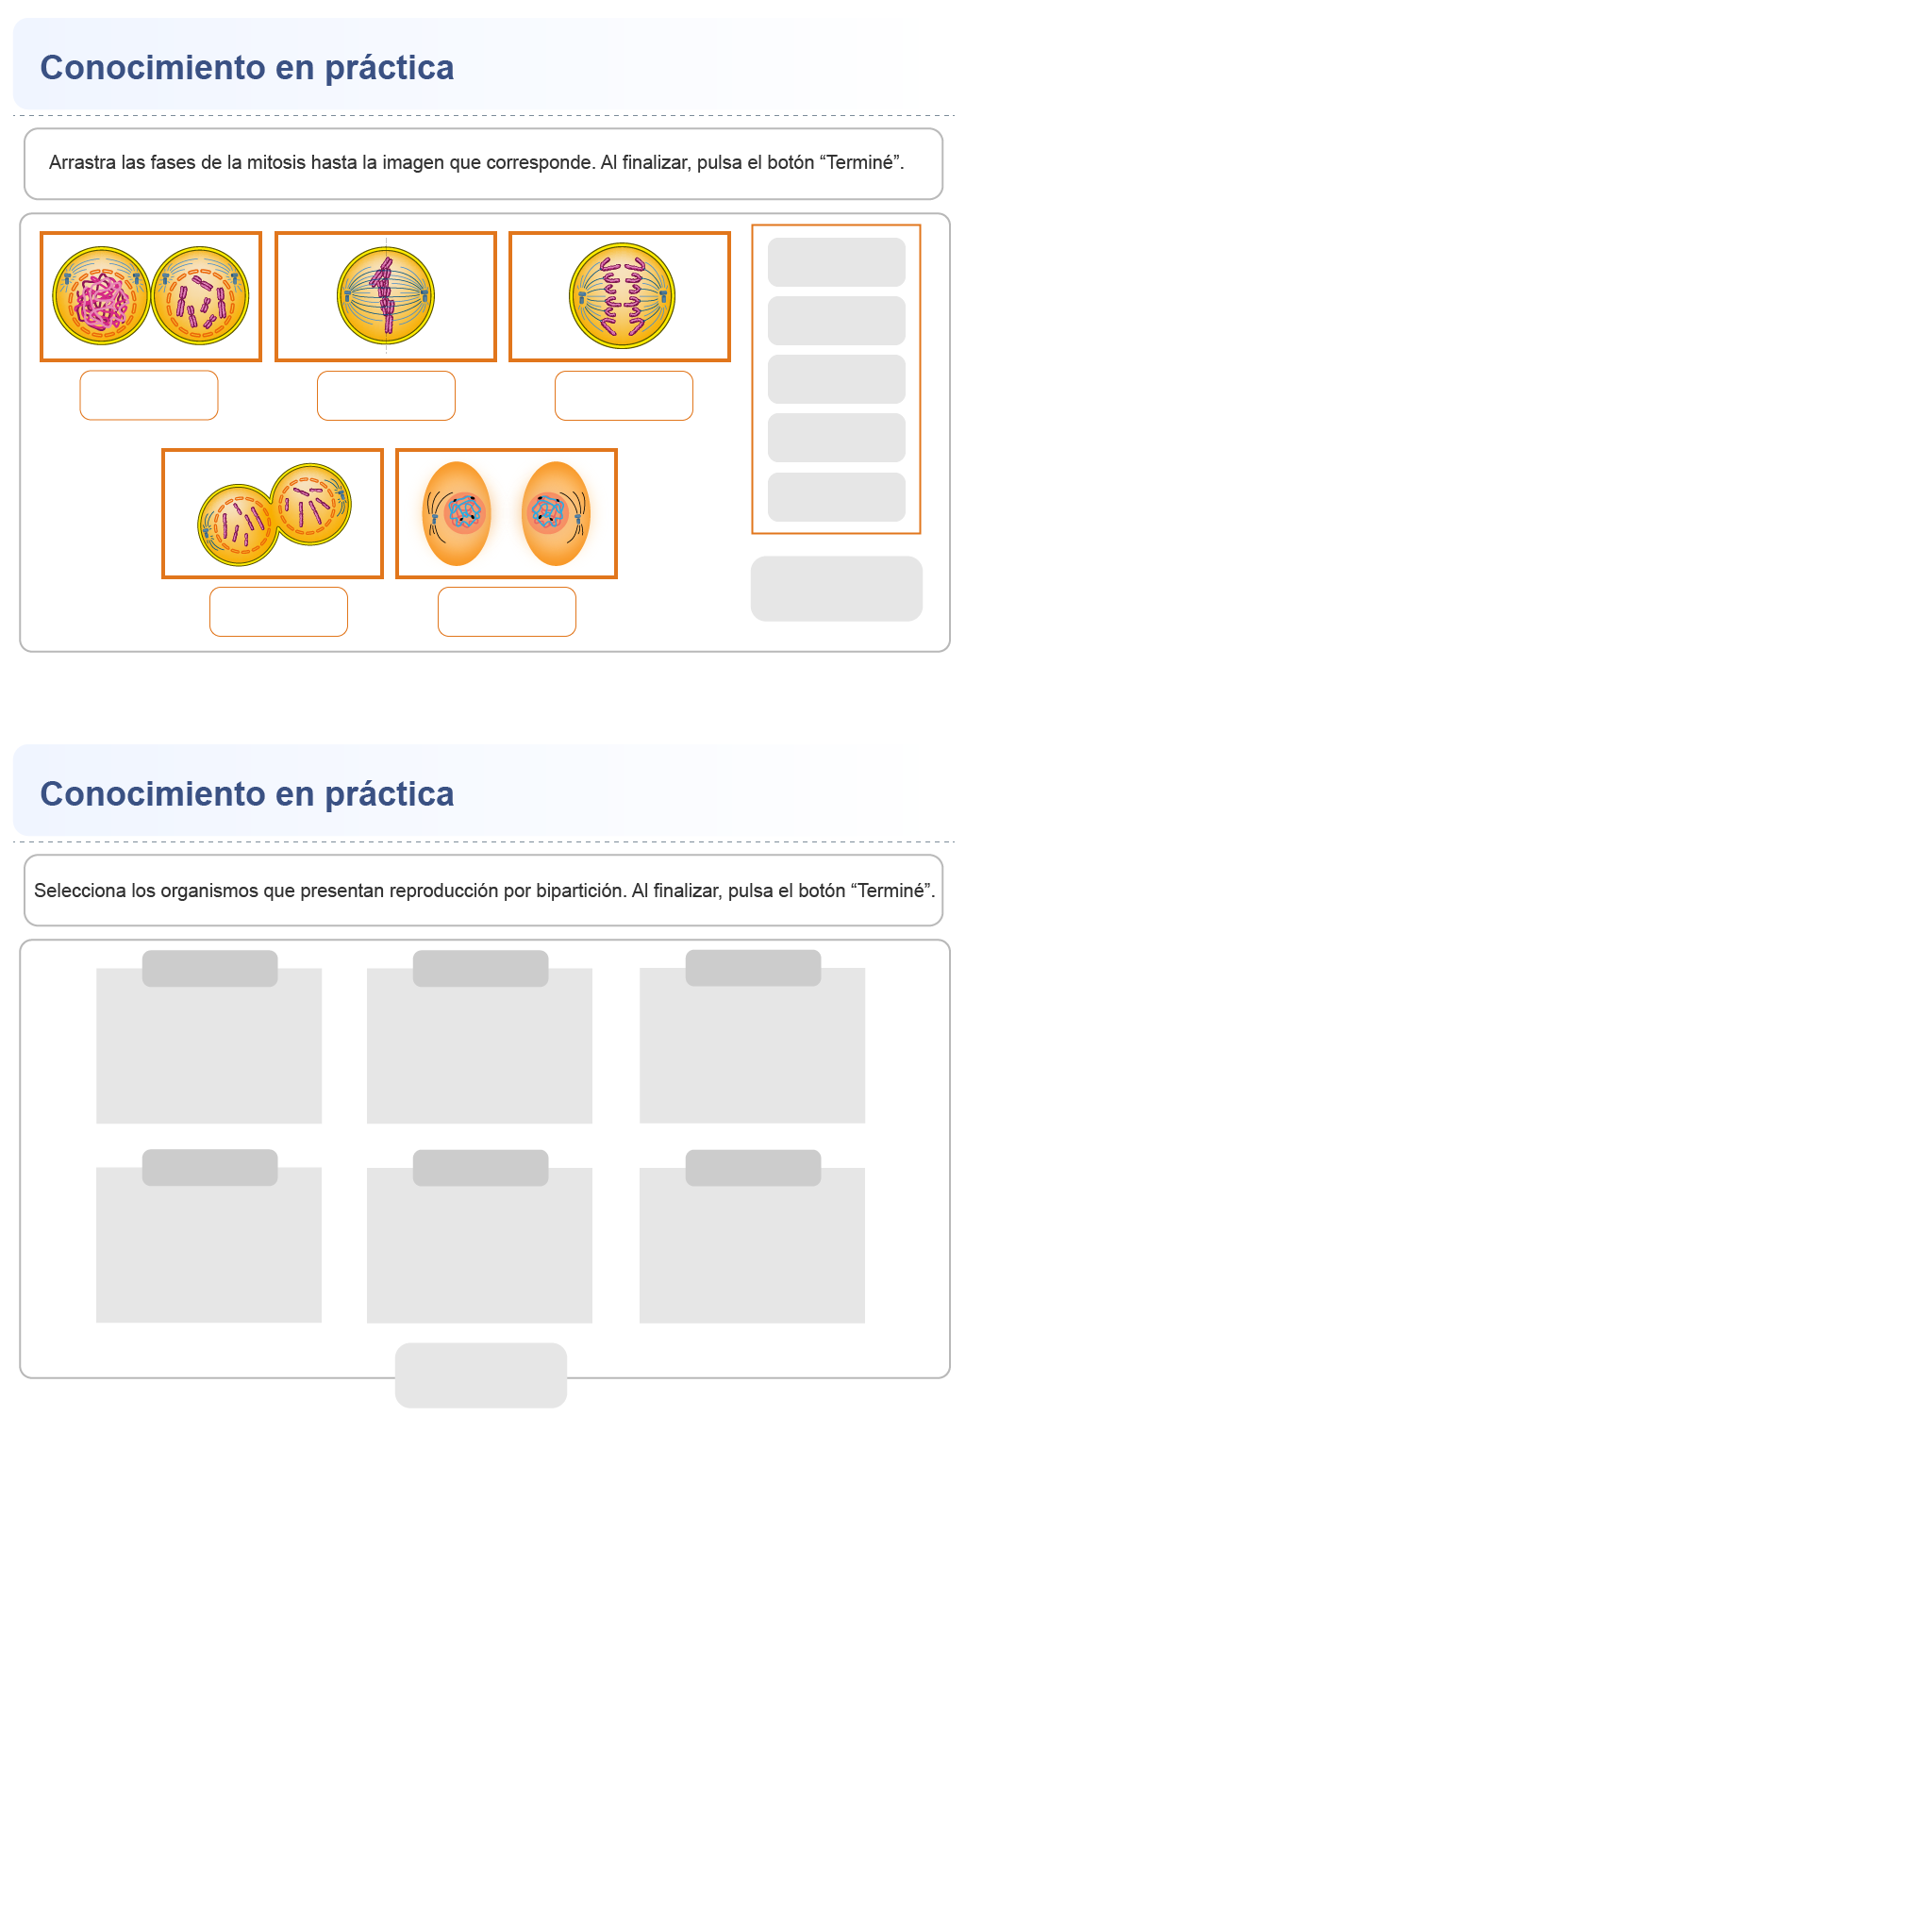 Conocimiento en práctica
Arrastra las fases de la mitosis hasta la imagen que corresponde. Al finalizar, pulsa el botón “Terminé”.
Conocimiento en práctica
Selecciona los organismos que presentan reproducción por bipartición. Al finalizar, pulsa el botón “Terminé”.